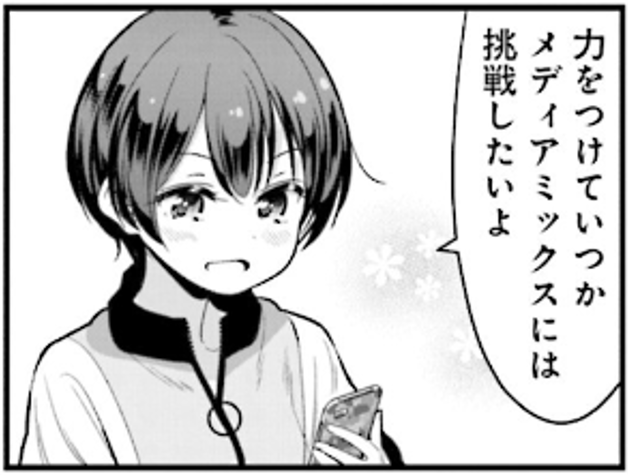 力をつけていつか
メディアミックスには
挑戦したいよ